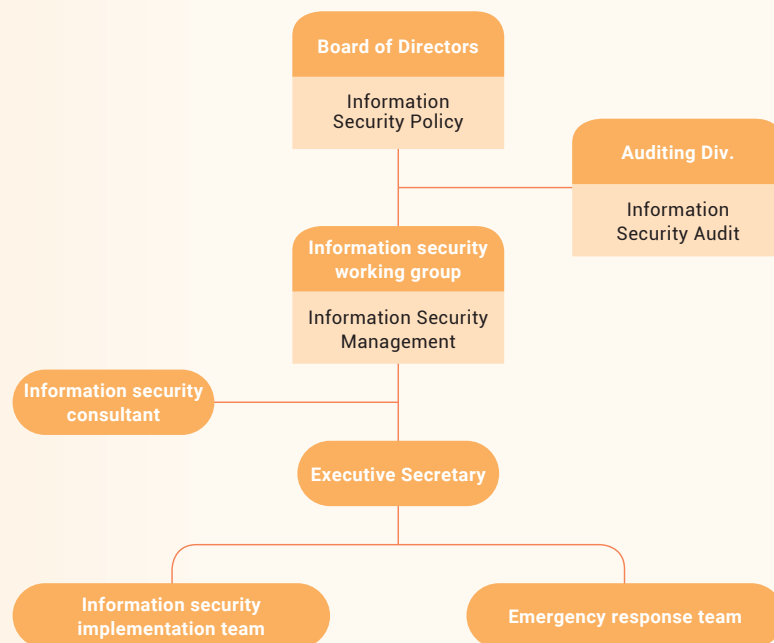 Board of Directors
Information
Security Policy
Auditing Div.
Information
Security Audit
Information security
working group
Information Security
Management
Information security
consultant
Executive Secretary
Information security
implementation team
Emergency response team